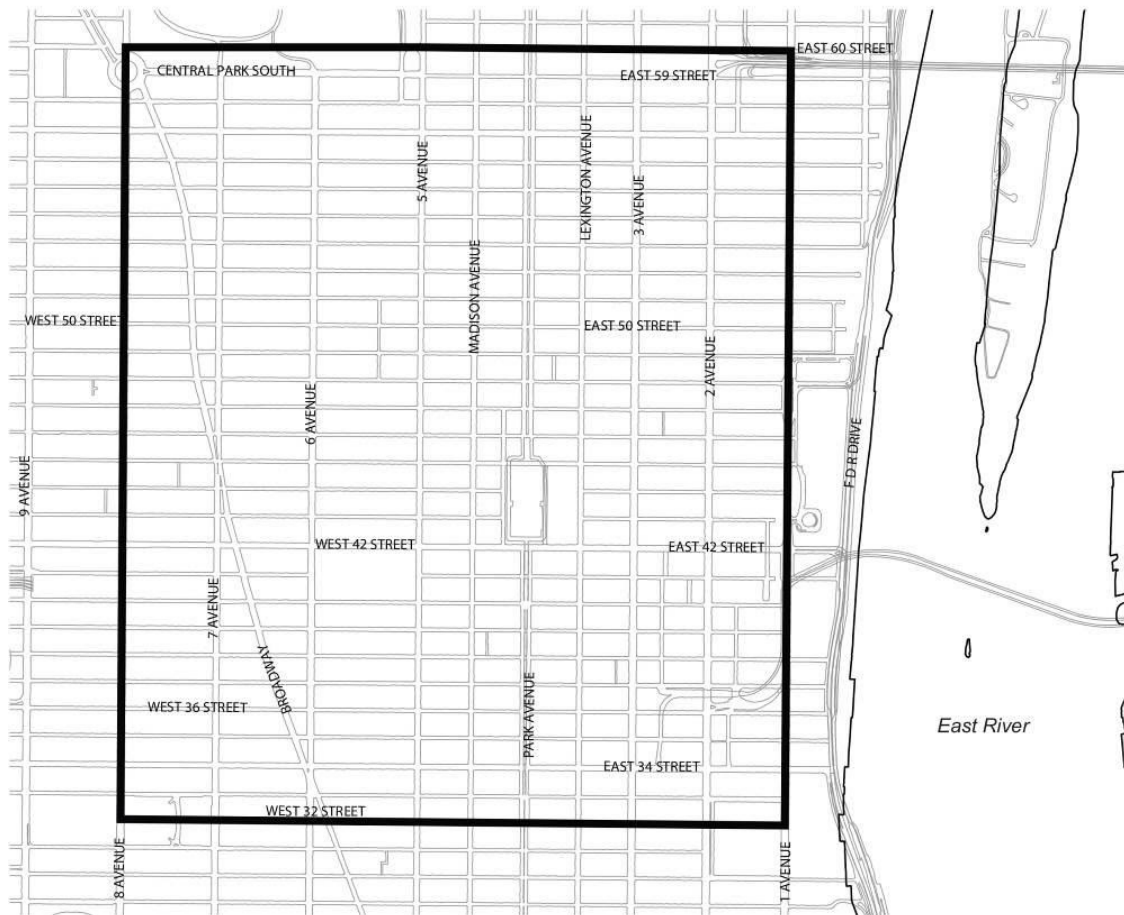 EAST 60 STREET
CENTRAL PARK SOUTH
EAST 59 STREET
5 AVENUE
LEXINGTON AVENUE
3 AVENUE
MADISON AVENUE
WEST 50 STREET
EAST 50 STREET
2 AVENUE
6 AVENUE
9 AVENUE
F D R DRIVE
WEST 42 STREET
EAST 42 STREET
7 AVENUE
BROADWAY
PARK AVENUE
WEST 36 STREET
East River
EAST 34 STREET
WEST 32 STREET
8 AVENUE
1 AVENUE